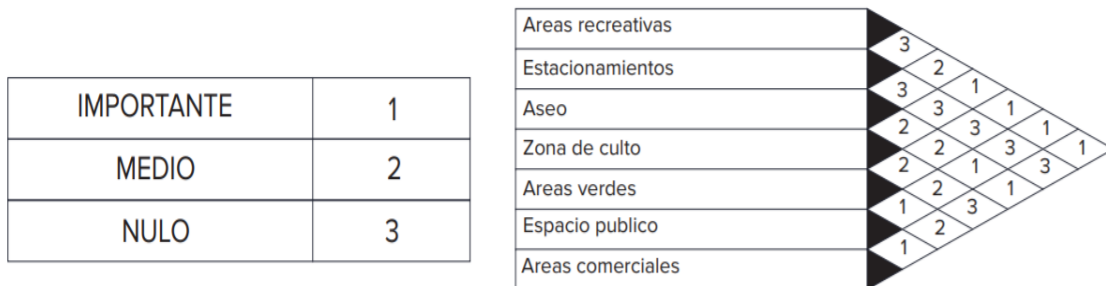 IMPORTANTE 1
MEDIO 2
NULO 3
Areas recreativas
3
Estacionamientos 2
3 1
Aseo 3 1
2 3 1
Zona de culto 2 3 1
2 1 3
Areas verdes 2 1
1 3
Espacio publico 2
1
Areas comerciales